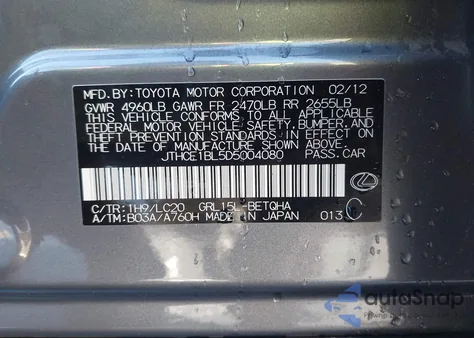 MFD.BY:TOYOTA MOTOR CORPORATION 02/12
GVWR 4960LB GAWR FR 2470LB RR 2655LB
THIS VEHICLE CONFORMS TO ALL APPLICABLE
FEDERAL MOTOR VEHICLE SAFETY, BUMPER, AND
THEFT PREVENTION STANDARDS IN EFFECT ON
THE DATE OF MANUFACTURE SHOWN ABOVE.
JTHCE1BL5D5004080 PASS.CAR
C/TR:1H9/LC20 GRL15L-BETQHA
A/TM:B03A/A760H MADE IN JAPAN 013 C
autoSnap